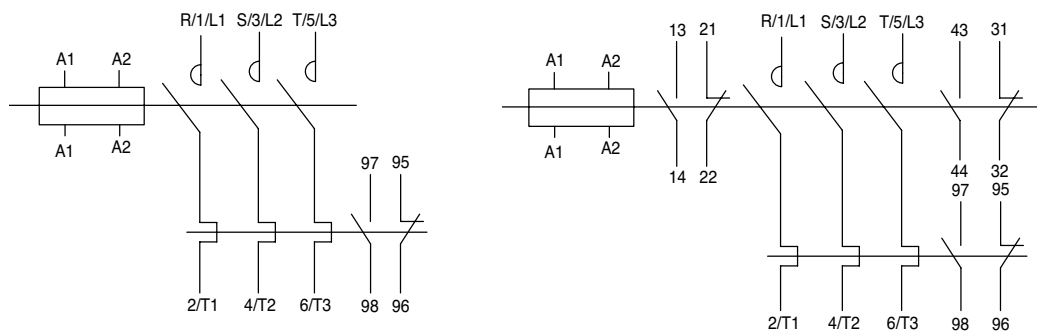 R/1/L1 S/3/L2 T/5/L3
A1 A2
A1 A2
97 95
2/T1 4/T2 6/T3 98 96
13 21 R/1/L1 S/3/L2 T/5/L3 43 31
A1 A2
A1 A2
14 22 44 32
97 95
2/T1 4/T2 6/T3 98 96